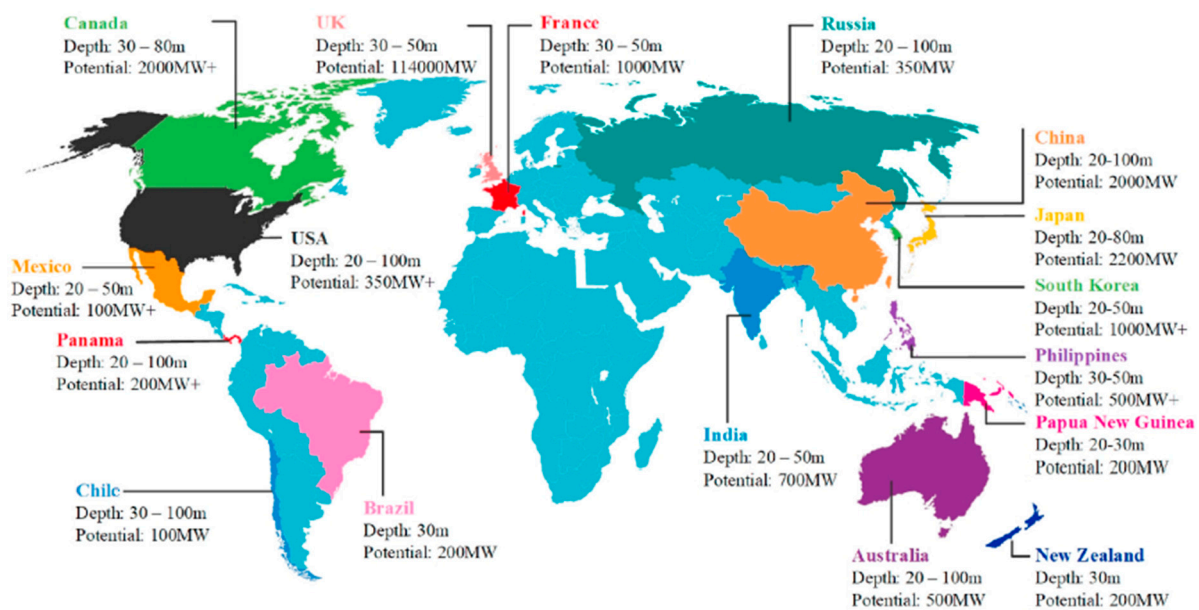 Canada
Depth: 30 – 80m
Potential: 2000MW+
UK
Depth: 30 – 50m
Potential: 114000MW
France
Depth: 30 – 50m
Potential: 1000MW
Russia
Depth: 20 – 100m
Potential: 350MW
China
Depth: 20-100m
Potential: 2000MW
Japan
Depth: 20-80m
Potential: 2200MW
South Korea
Depth: 20-50m
Potential: 1000MW+
Philippines
Depth: 30-50m
Potential: 500MW+
Papua New Guinea
Depth: 20-30m
Potential: 200MW
USA
Depth: 20 – 100m
Potential: 350MW+
Mexico
Depth: 20 – 50m
Potential: 100MW+
Panama
Depth: 20 – 100m
Potential: 200MW+
Chile
Depth: 30 – 100m
Potential: 100MW
Brazil
Depth: 30m
Potential: 200MW
India
Depth: 20 – 50m
Potential: 700MW
Australia
Depth: 20 – 100m
Potential: 500MW
New Zealand
Depth: 30m
Potential: 200MW